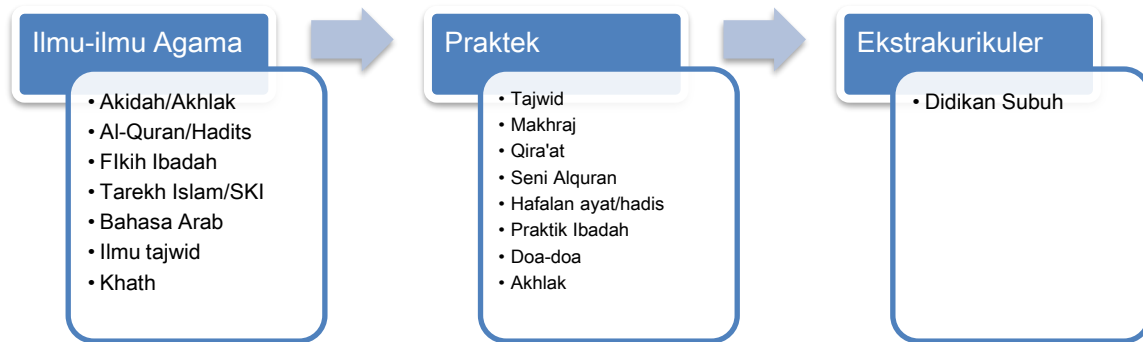 Ilmu-ilmu Agama
• Akidah/Akhlak
• Al-Quran/Hadits
• FIkih Ibadah
• Tarekh Islam/SKI
• Bahasa Arab
• Ilmu tajwid
• Khath
Praktek
• Tajwid
• Makhraj
• Qira'at
• Seni Alquran
• Hafalan ayat/hadis
• Praktik Ibadah
• Doa-doa
• Akhlak
Ekstrakurikuler
• Didikan Subuh